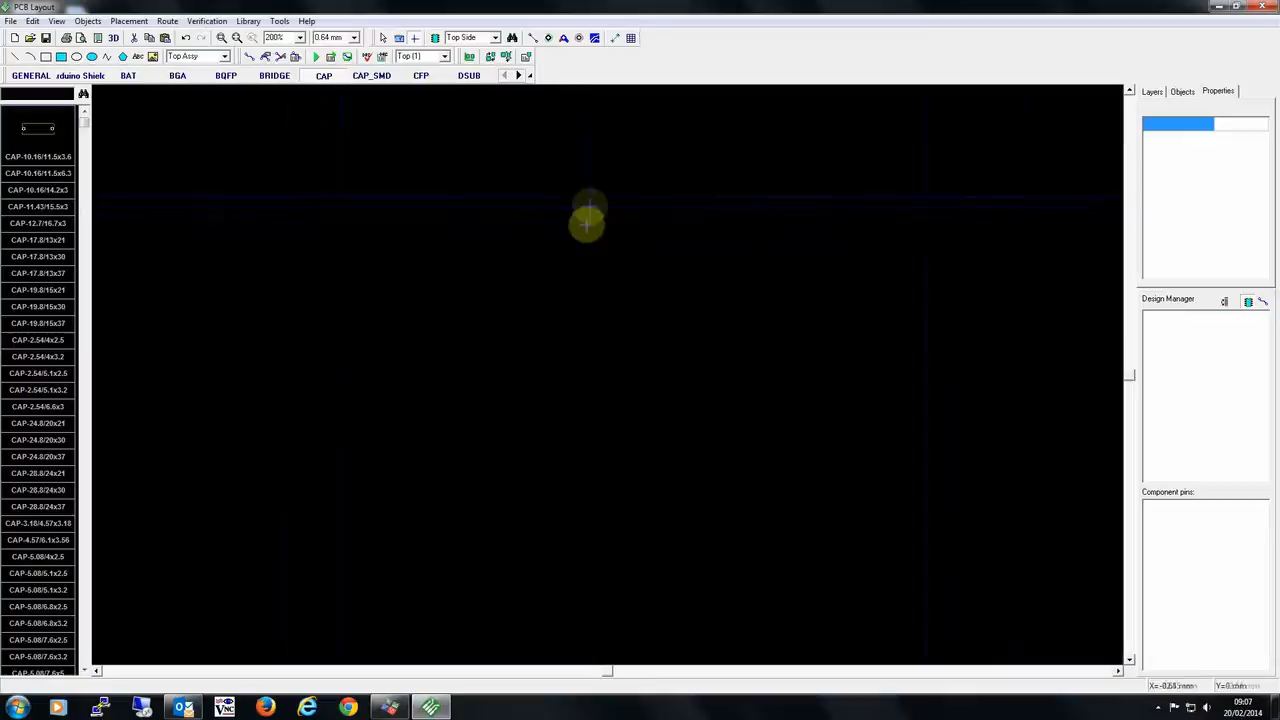 PCB Layout
File Edit View Objects Placement Route Verification Library Tools Help
3D 200% 0.64 mm Top Side
Abc Top Assy Top (1)
GENERAL rduino Shielc BAT BGA BQFP BRIDGE CAP CAP_SMD CFP DSUB
Layers Objects Properties
CAP-10.16/11.5x3.6
CAP-10.16/11.5x6.3
CAP-10.16/14.2x3
CAP-11.43/15.5x3
CAP-12.7/16.7x3
CAP-17.8/13x21
CAP-17.8/13x30
CAP-17.8/13x37
CAP-19.8/15x21
CAP-19.8/15x30
CAP-19.8/15x37
CAP-2.54/4x2.5
CAP-2.54/4x3.2
CAP-2.54/5.1x2.5
CAP-2.54/5.1x3.2
CAP-2.54/6.6x3
CAP-24.8/20x21
CAP-24.8/20x30
CAP-24.8/20x37
CAP-28.8/24x21
CAP-28.8/24x30
CAP-28.8/24x37
CAP-3.18/4.57x3.18
CAP-4.57/6.1x3.56
CAP-5.08/4x2.5
CAP-5.08/5.1x2.5
CAP-5.08/5.1x3.2
CAP-5.08/6.8x2.5
CAP-5.08/6.8x3.2
CAP-5.08/7.6x2.5
CAP-5.08/7.6x3.2
CAP-5.08/7.6x5
Design Manager
Component pins:
09:07
20/02/2014